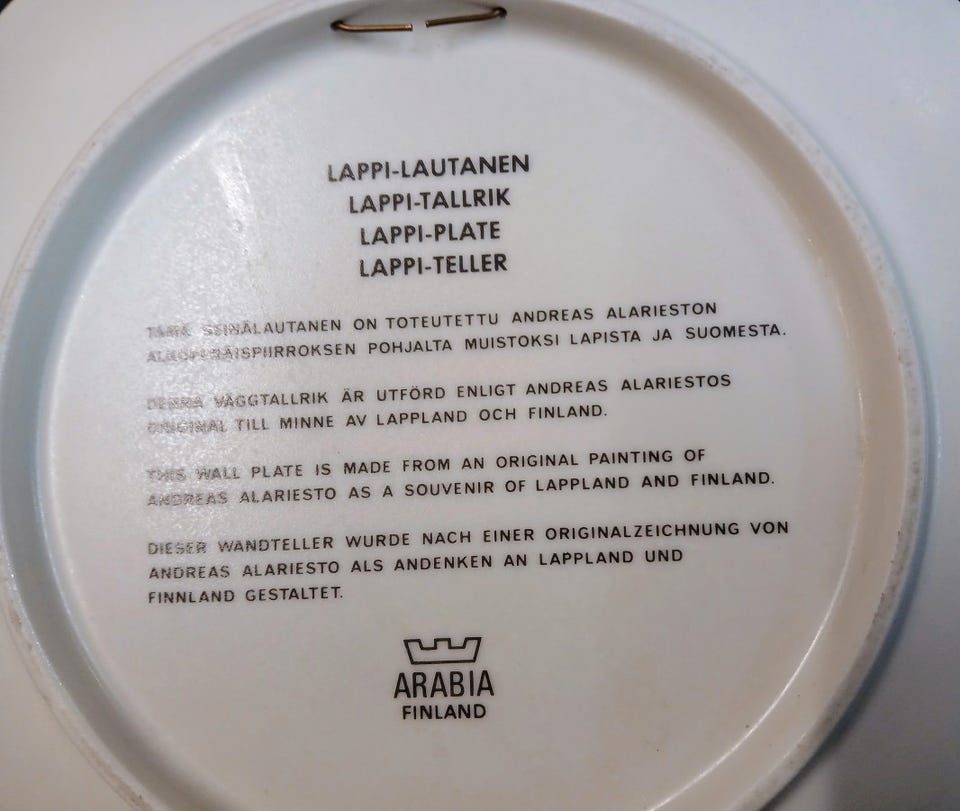 LAPPI-LAUTANEN
LAPPI-TALLRIK
LAPPI-PLATE
LAPPI-TELLER
TÄMÄ SEINÄLAUTANEN ON TOTEUTETTU ANDREAS ALARIESTON
ALKUPERÄISPIIRROKSEN POHJALTA MUISTOKSI LAPISTA JA SUOMESTA.
DENNA VÄGGTALLRIK ÄR UTFÖRD ENLIGT ANDREAS ALARIESTOS
ORIGINAL TILL MINNE AV LAPPLAND OCH FINLAND.
THIS WALL PLATE IS MADE FROM AN ORIGINAL PAINTING OF
ANDREAS ALARIESTO AS A SOUVENIR OF LAPPLAND AND FINLAND.
DIESER WANDTELLER WURDE NACH EINER ORIGINALZEICHNUNG VON
ANDREAS ALARIESTO ALS ANDENKEN AN LAPPLAND UND
FINNLAND GESTALTET.
ARABIA
FINLAND